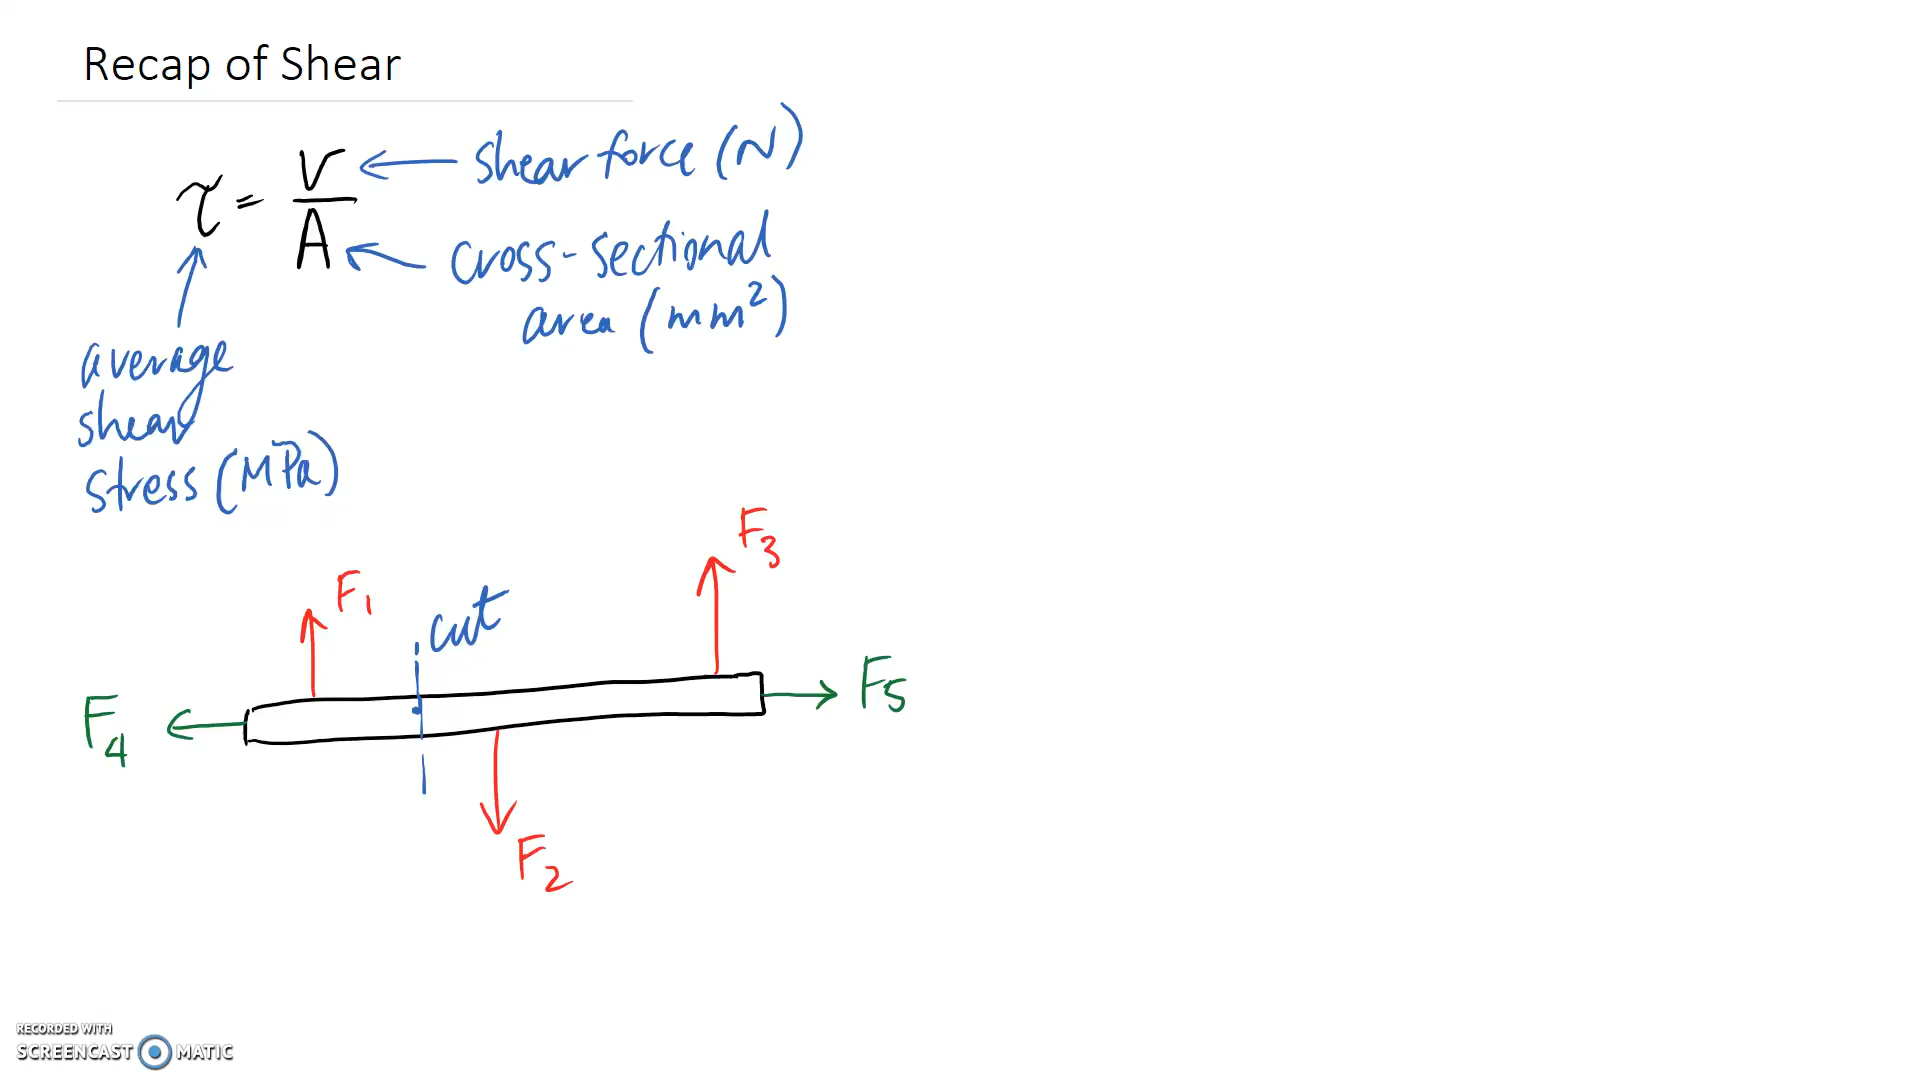 Recap of Shear
τ = V/A
shear force (N)
cross-sectional
area (mm²)
average
shear
stress (MPa)
F₃
F₁
cut
F₅
F₄
F₂
RECORDED WITH
SCREENCAST MATIC